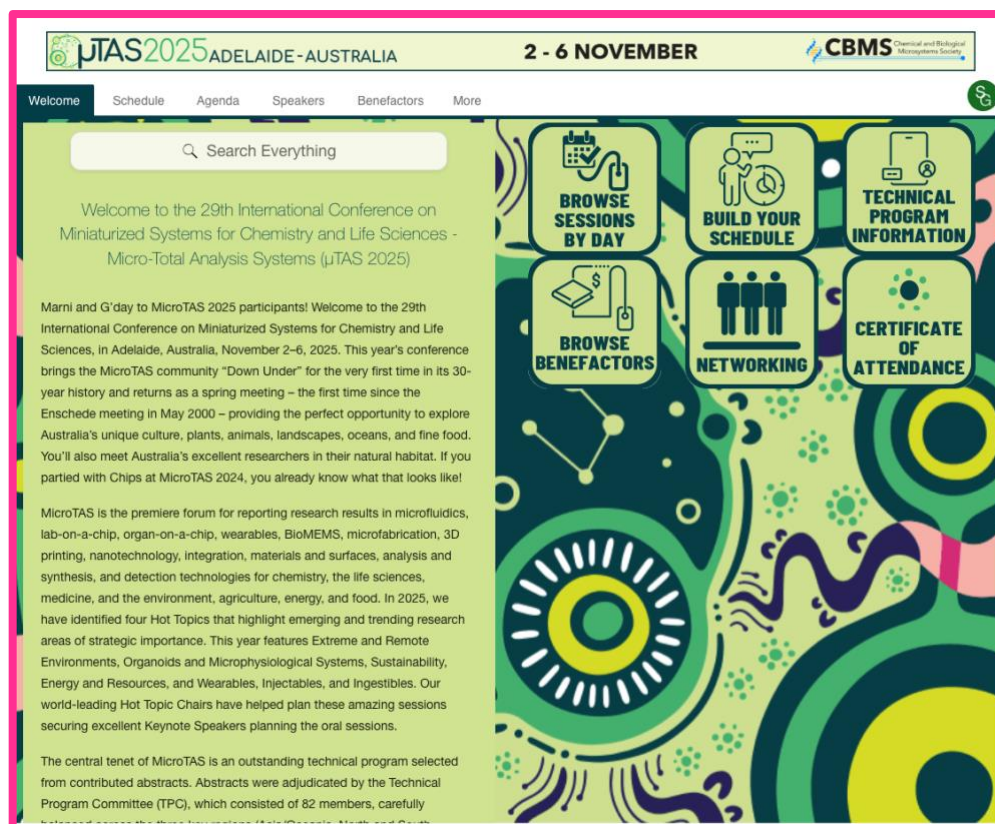 µTAS2025 ADELAIDE-AUSTRALIA
2 - 6 NOVEMBER
CBMS Chemical and Biological
Microsystems Society
Welcome Schedule Agenda Speakers Benefactors More
SG
Search Everything
Welcome to the 29th International Conference on
Miniaturized Systems for Chemistry and Life Sciences -
Micro-Total Analysis Systems (µTAS 2025)
Marni and G'day to MicroTAS 2025 participants! Welcome to the 29th
International Conference on Miniaturized Systems for Chemistry and Life
Sciences, in Adelaide, Australia, November 2–6, 2025. This year's conference
brings the MicroTAS community “Down Under” for the very first time in its 30-
year history and returns as a spring meeting – the first time since the
Enschede meeting in May 2000 – providing the perfect opportunity to explore
Australia's unique culture, plants, animals, landscapes, oceans, and fine food.
You'll also meet Australia's excellent researchers in their natural habitat. If you
partied with Chips at MicroTAS 2024, you already know what that looks like!
MicroTAS is the premiere forum for reporting research results in microfluidics,
lab-on-a-chip, organ-on-a-chip, wearables, BioMEMS, microfabrication, 3D
printing, nanotechnology, integration, materials and surfaces, analysis and
synthesis, and detection technologies for chemistry, the life sciences,
medicine, and the environment, agriculture, energy, and food. In 2025, we
have identified four Hot Topics that highlight emerging and trending research
areas of strategic importance. This year features Extreme and Remote
Environments, Organoids and Microphysiological Systems, Sustainability,
Energy and Resources, and Wearables, Injectables, and Ingestibles. Our
world-leading Hot Topic Chairs have helped plan these amazing sessions
securing excellent Keynote Speakers planning the oral sessions.
The central tenet of MicroTAS is an outstanding technical program selected
from contributed abstracts. Abstracts were adjudicated by the Technical
Program Committee (TPC), which consisted of 82 members, carefully
balanced across the three key regions (Asia/Oceania, North and South
BROWSE
SESSIONS
BY DAY
BUILD YOUR
SCHEDULE
TECHNICAL
PROGRAM
INFORMATION
BROWSE
BENEFACTORS
NETWORKING
CERTIFICATE
OF
ATTENDANCE